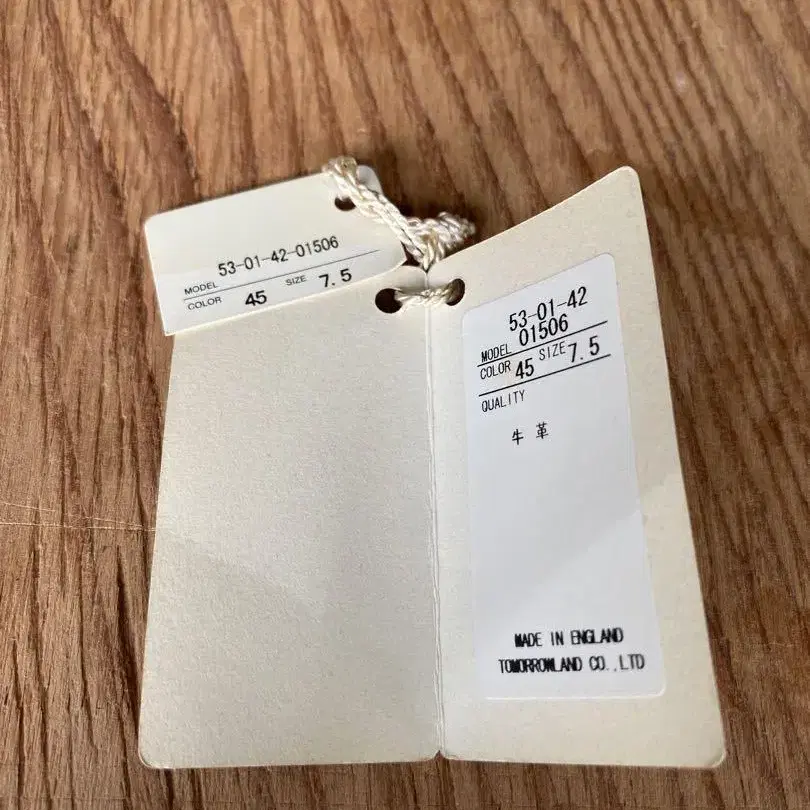 53-01-42-01506
MODEL
COLOR 45 SIZE 7.5
53-01-42
MODEL 01506
COLOR 45 SIZE 7.5
QUALITY
牛革
MADE IN ENGLAND
TOMORROWLAND CO.,LTD